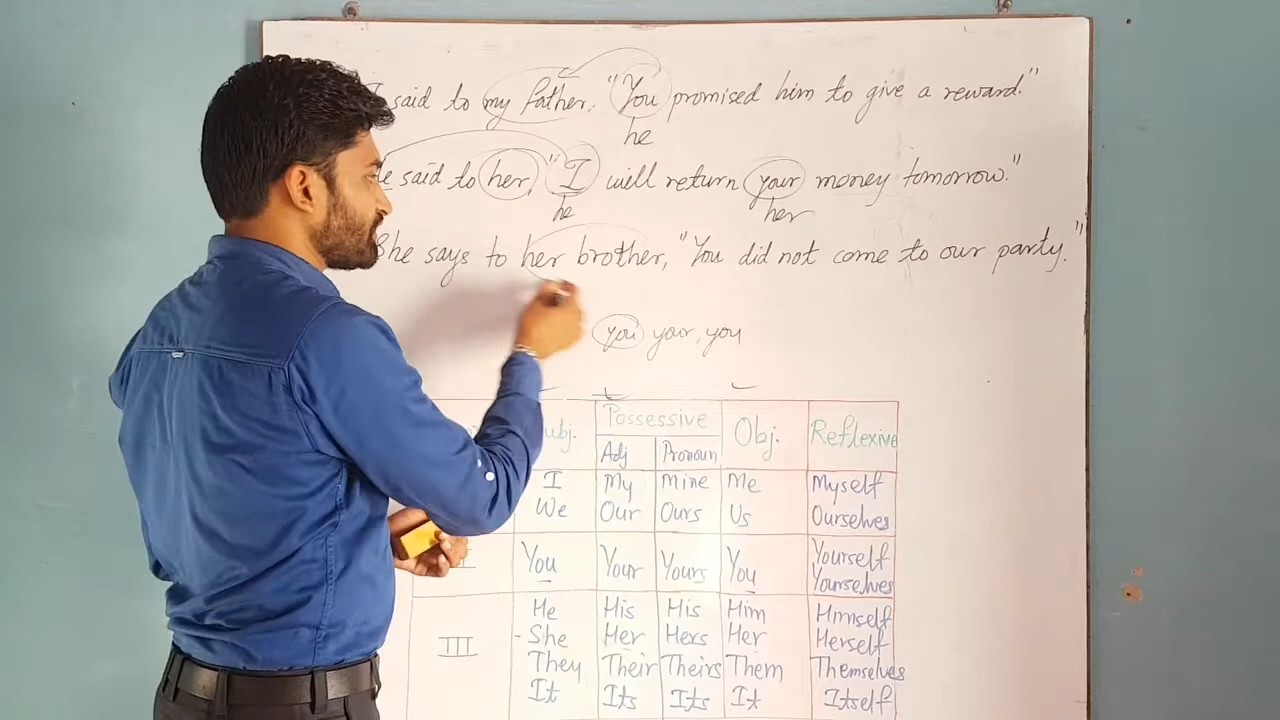 I said to my father, "You promised him to give a reward."
he
said to her, "I will return your money tomorrow."
he her
She says to her brother, "You did not come to our party."
you your, you
Possessive
Subj. Adj Pronoun Obj. Reflexive
I My mine Me Myself
We Our Ours Us Ourselves
You Your Yours You Yourself
Yourselves
He His His Him Himself
III She Her Hers Her Herself
They Their Theirs Them Themselves
It Its Its It Itself